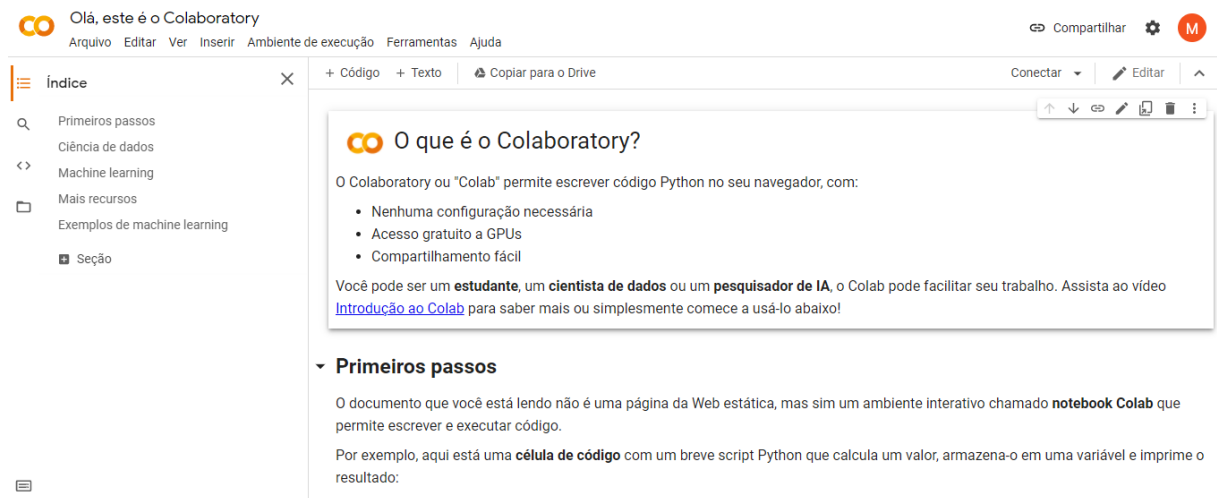 Olá, este é o Colaboratory
Arquivo Editar Ver Inserir Ambiente de execução Ferramentas Ajuda
Compartilhar
M
Índice
Primeiros passos
Ciência de dados
Machine learning
Mais recursos
Exemplos de machine learning
Seção
+ Código + Texto Copiar para o Drive
Conectar Editar
O que é o Colaboratory?
O Colaboratory ou "Colab" permite escrever código Python no seu navegador, com:
• Nenhuma configuração necessária
• Acesso gratuito a GPUs
• Compartilhamento fácil
Você pode ser um estudante, um cientista de dados ou um pesquisador de IA, o Colab pode facilitar seu trabalho. Assista ao vídeo
Introdução ao Colab para saber mais ou simplesmente comece a usá-lo abaixo!
Primeiros passos
O documento que você está lendo não é uma página da Web estática, mas sim um ambiente interativo chamado notebook Colab que
permite escrever e executar código.
Por exemplo, aqui está uma célula de código com um breve script Python que calcula um valor, armazena-o em uma variável e imprime o
resultado: